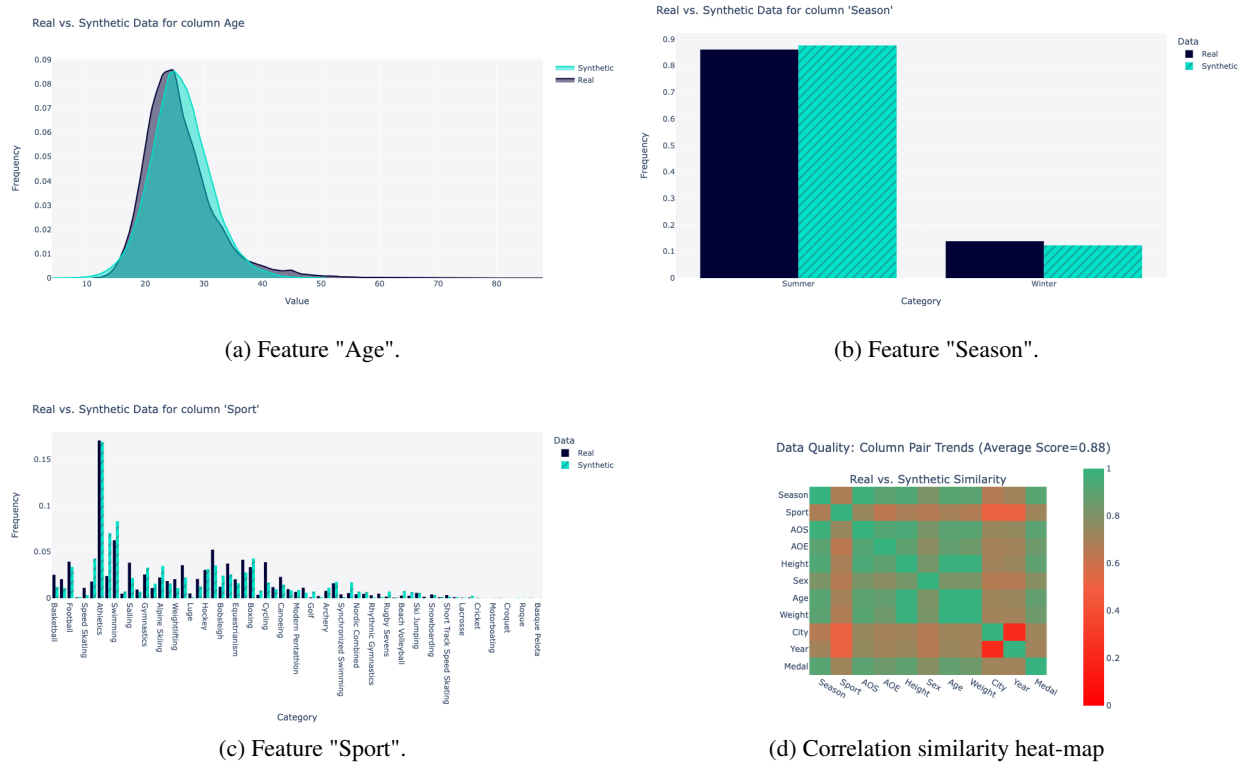 Real vs. Synthetic Data for column Age
0.09
0.08
0.07
0.06
0.05
0.04
0.03
0.02
0.01
0
Frequency
10 20 30 40 50 60 70 80
Value
Synthetic
Real
(a) Feature "Age".
Real vs. Synthetic Data for column 'Season'
0.9
0.8
0.7
0.6
0.5
0.4
0.3
0.2
0.1
0
Frequency
Summer Winter
Category
Data
Real
Synthetic
(b) Feature "Season".
Real vs. Synthetic Data for column 'Sport'
0.15
0.1
0.05
0
Frequency
Basketball
Football
Speed Skating
Athletics
Swimming
Sailing
Gymnastics
Alpine Skiing
Weightlifting
Luge
Hockey
Bobsleigh
Equestrianism
Boxing
Cycling
Canoeing
Modern Pentathlon
Golf
Archery
Synchronized Swimming
Nordic Combined
Rhythmic Gymnastics
Rugby Sevens
Beach Volleyball
Ski Jumping
Snowboarding
Short Track Speed Skating
Lacrosse
Cricket
Motorboating
Croquet
Roque
Basque Pelota
Category
Data
Real
Synthetic
(c) Feature "Sport".
Data Quality: Column Pair Trends (Average Score=0.88)
Real vs. Synthetic Similarity
Season
Sport
AOS
AOE
Height
Sex
Age
Weight
City
Year
Medal
Season Sport AOS AOE Height Sex Age Weight City Year Medal
1
0.8
0.6
0.4
0.2
0
(d) Correlation similarity heat-map